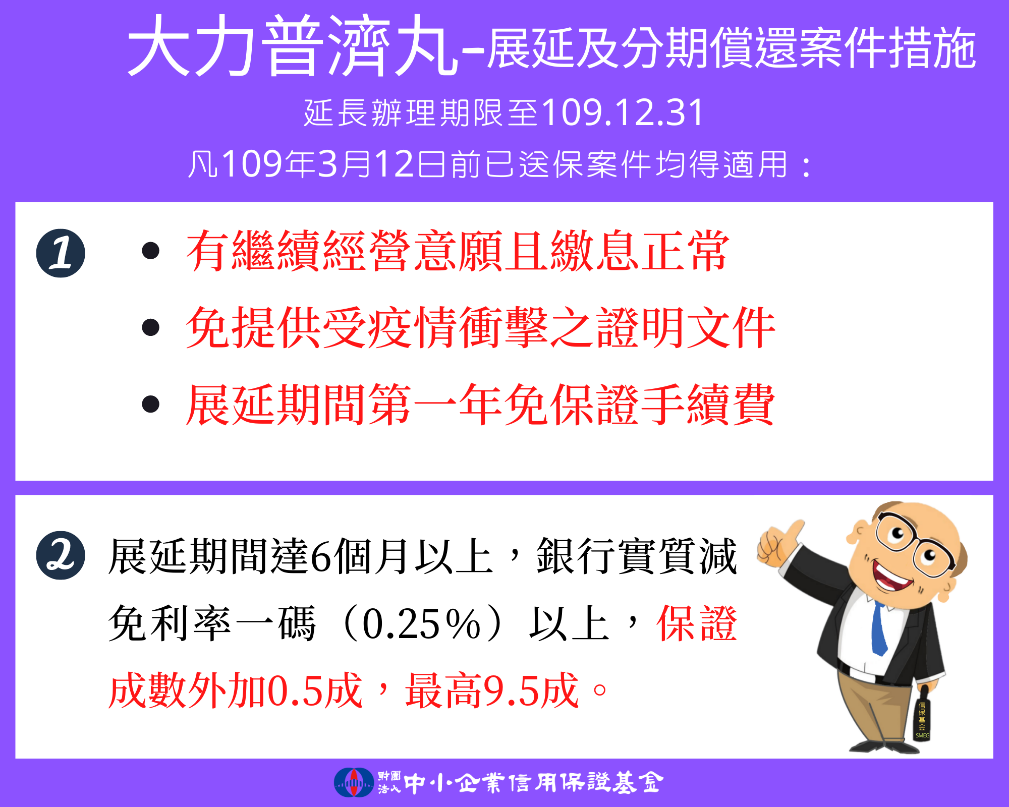 大力普濟丸-展延及分期償還案件措施
延長辦理期限至109.12.31
凡109年3月12日前已送保案件均得適用：
1
• 有繼續經營意願且繳息正常
• 免提供受疫情衝擊之證明文件
• 展延期間第一年免保證手續費
2
展延期間達6個月以上，銀行實質減
免利率一碼（0.25%）以上，保證
成數外加0.5成，最高9.5成。
信保基金
SMEG
財團法人中小企業信用保證基金